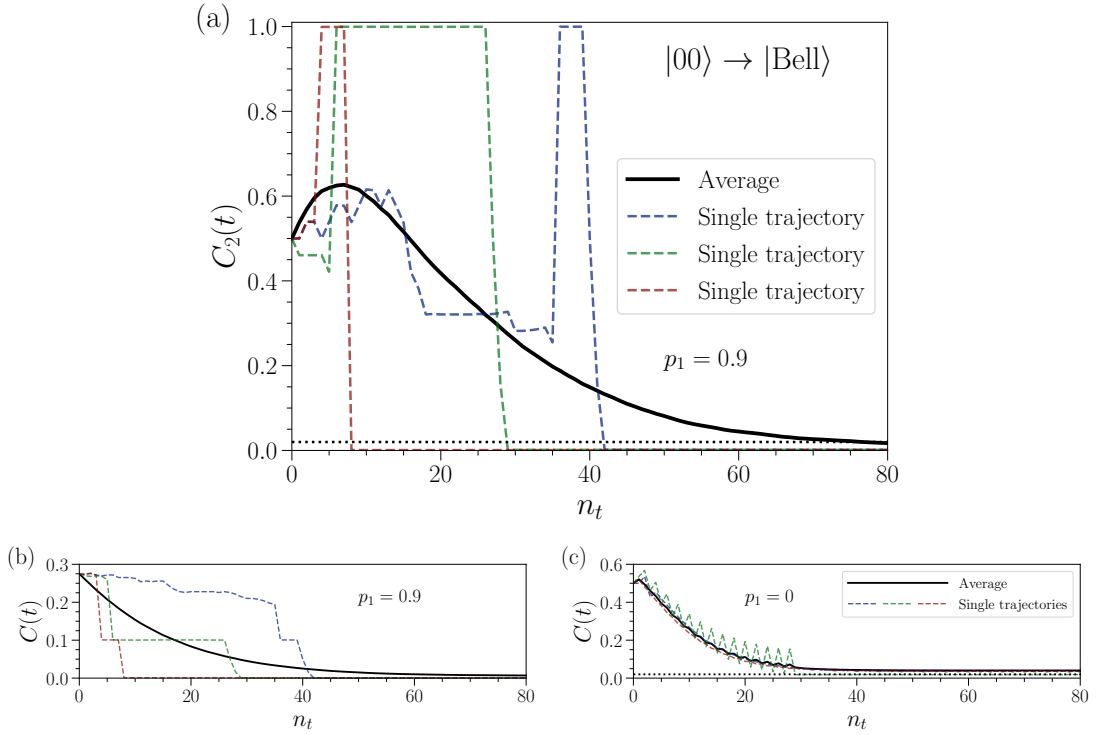 (a)
C₂(t)
1.0
0.8
0.6
0.4
0.2
0.0
|00⟩ → |Bell⟩
Average
Single trajectory
Single trajectory
Single trajectory
p₁ = 0.9
0 20 40 60 80
nₜ
(b)
C(t)
0.3
0.2
0.1
0.0
p₁ = 0.9
0 20 40 60 80
nₜ
(c)
C(t)
0.6
0.4
0.2
0.0
p₁ = 0
Average
Single trajectories
0 20 40 60 80
nₜ